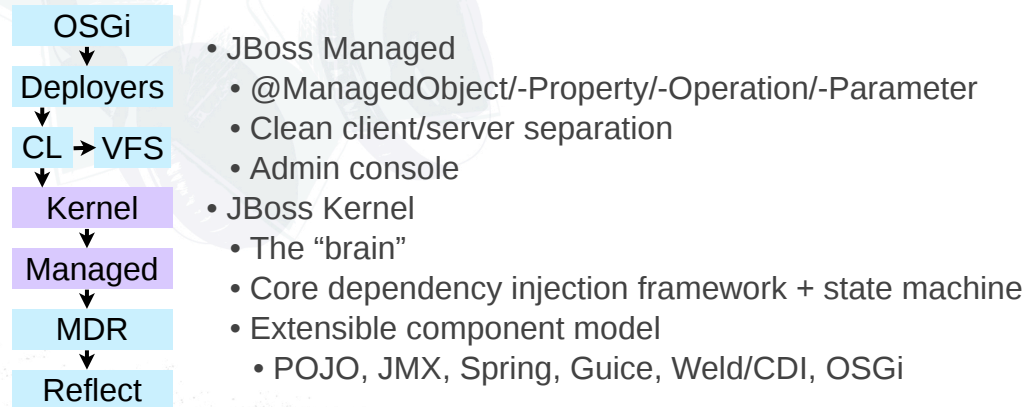 OSGi
Deployers
CL
VFS
Kernel
Managed
MDR
Reflect
• JBoss Managed
• @ManagedObject/-Property/-Operation/-Parameter
• Clean client/server separation
• Admin console
• JBoss Kernel
• The “brain”
• Core dependency injection framework + state machine
• Extensible component model
• POJO, JMX, Spring, Guice, Weld/CDI, OSGi